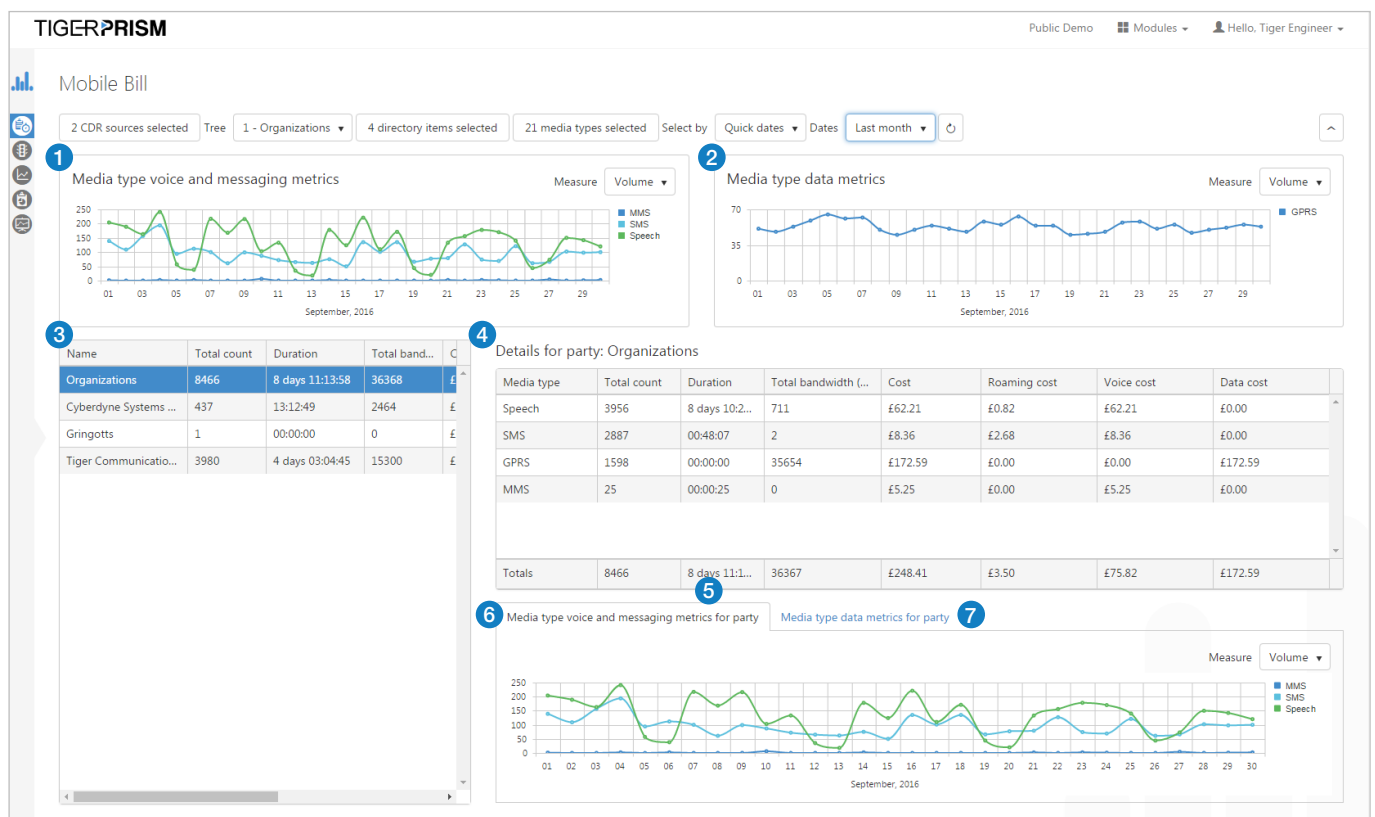 TIGERPRISM
Public Demo Modules Hello, Tiger Engineer
Mobile Bill
2 CDR sources selected Tree 1 - Organizations 4 directory items selected 21 media types selected Select by Quick dates Dates Last month
1 2
Media type voice and messaging metrics Measure Volume
250
200
150
100
50
0
MMS
SMS
Speech
01 03 05 07 09 11 13 15 17 19 21 23 25 27 29
September, 2016
Media type data metrics Measure Volume
70
35
0
GPRS
01 03 05 07 09 11 13 15 17 19 21 23 25 27 29
September, 2016
3
Name Total count Duration Total band... C
Organizations 8466 8 days 11:13:58 36368 £
Cyberdyne Systems ... 437 13:12:49 2464 £
Gringotts 1 00:00:00 0 £
Tiger Communicatio... 3980 4 days 03:04:45 15300 £
4
Details for party: Organizations
Media type Total count Duration Total bandwidth (... Cost Roaming cost Voice cost Data cost
Speech 3956 8 days 10:2... 711 £62.21 £0.82 £62.21 £0.00
SMS 2887 00:48:07 2 £8.36 £2.68 £8.36 £0.00
GPRS 1598 00:00:00 35654 £172.59 £0.00 £0.00 £172.59
MMS 25 00:00:25 0 £5.25 £0.00 £5.25 £0.00
Totals 8466 8 days 11:1... 36367 £248.41 £3.50 £75.82 £172.59
5
6 Media type voice and messaging metrics for party Media type data metrics for party 7
Measure Volume
250
200
150
100
50
0
MMS
SMS
Speech
01 02 03 04 05 06 07 08 09 10 11 12 13 14 15 16 17 18 19 20 21 22 23 24 25 26 27 28 29 30
September, 2016